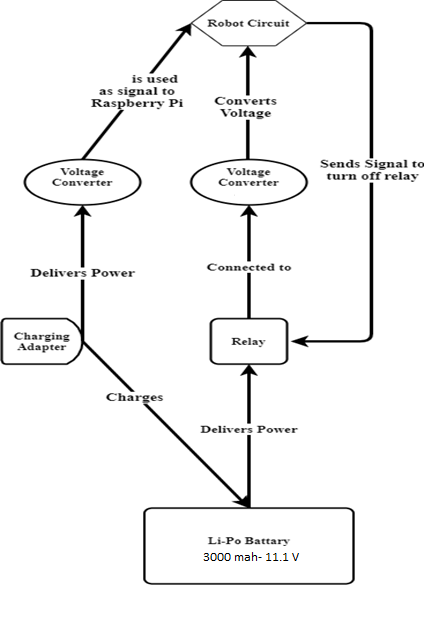 Robot Circuit
is used
as signal to
Raspberry Pi
Converts
Voltage
Sends Signal to
turn off relay
Voltage
Converter
Voltage
Converter
Delivers Power
Connected to
Charging
Adapter
Relay
Charges
Delivers Power
Li-Po Battary
3000 mah- 11.1 V